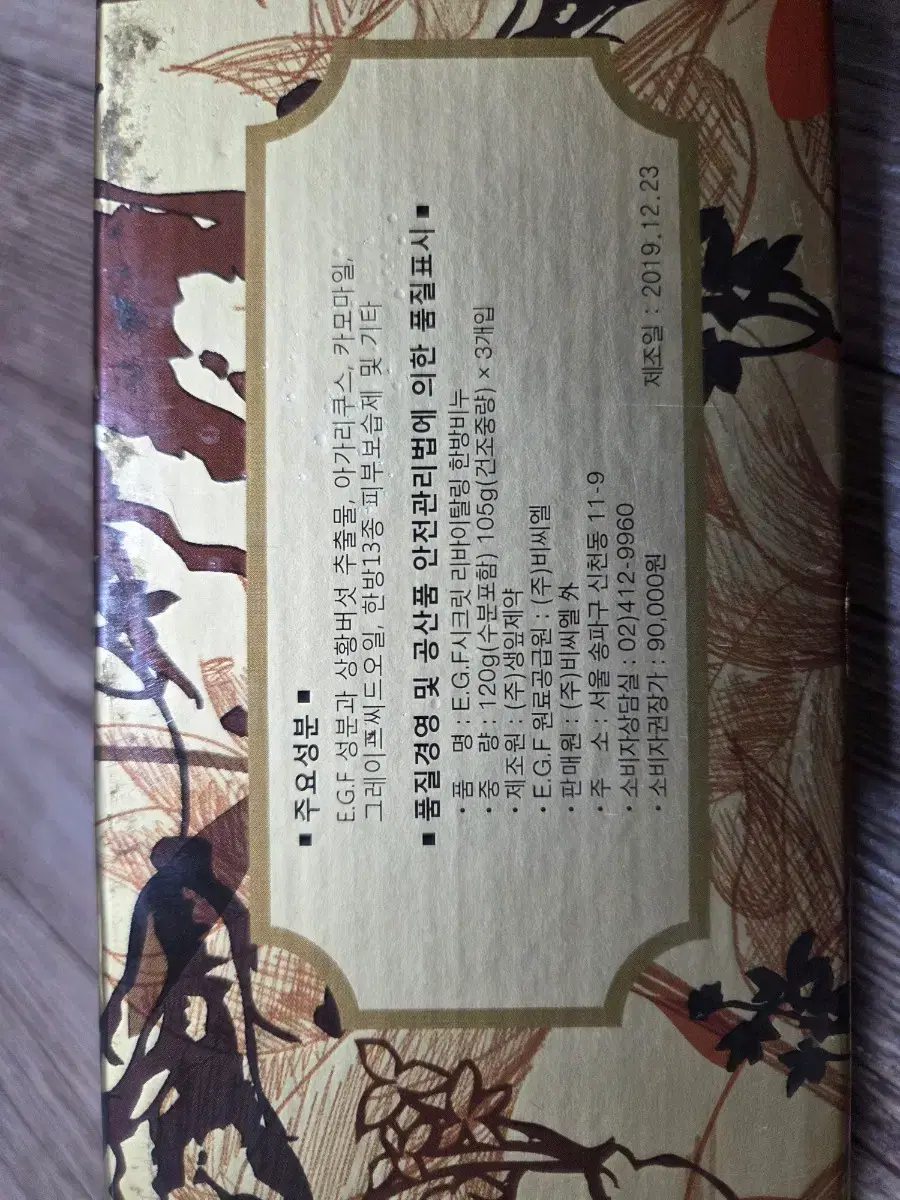 ■ 주요성분 ■
E.G.F 성분과 상황버섯 추출물, 아가리쿠스, 카모마일,
그레이프씨드오일, 한방13종 피부보습제 및 기타
■ 품질경영 및 공산품 안전관리법에 의한 품질표시 ■
· 품 명 : E.G.F시크릿 리바이탈링 한방비누
· 중 량 : 120g(수분포함) 105g(건조중량) × 3개입
· 제조원 : (주)생잎제약
· E.G.F 원료공급원 : (주)비씨엘
· 판매원 : (주)비씨엘 外
· 주 소 : 서울 송파구 신천동 11-9
· 소비자상담실 : 02)412-9960
· 소비자권장가 : 90,000원
제조일 : 2019.12.23